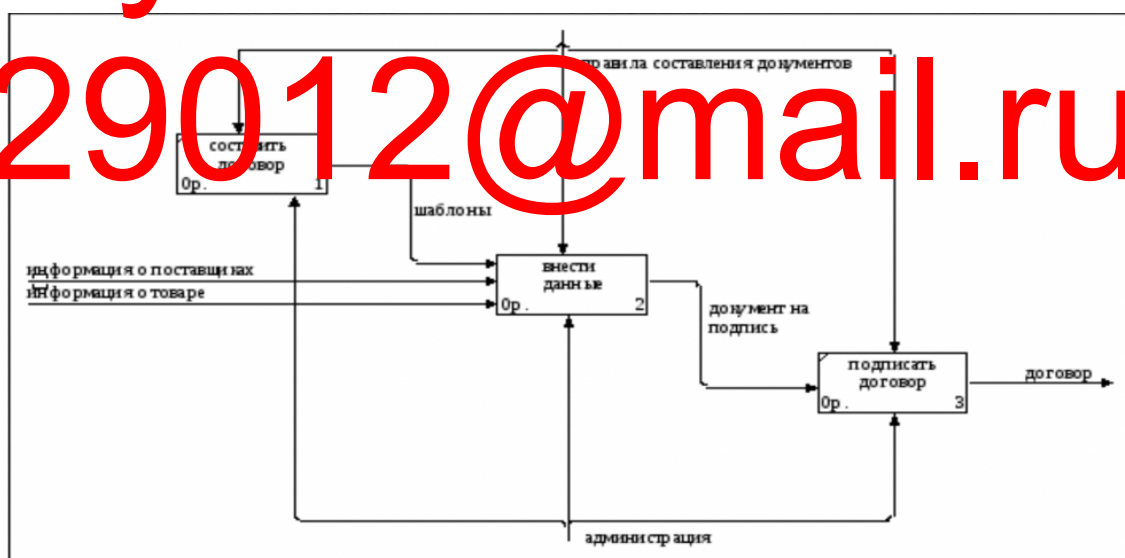 правила составления документов
29012@mail.ru
составить
договор
0р. 1
шаблоны
внести
данные
0р. 2
информация о поставщиках
информация о товаре
документ на
подпись
подписать
договор
0р. 3
договор
администрация